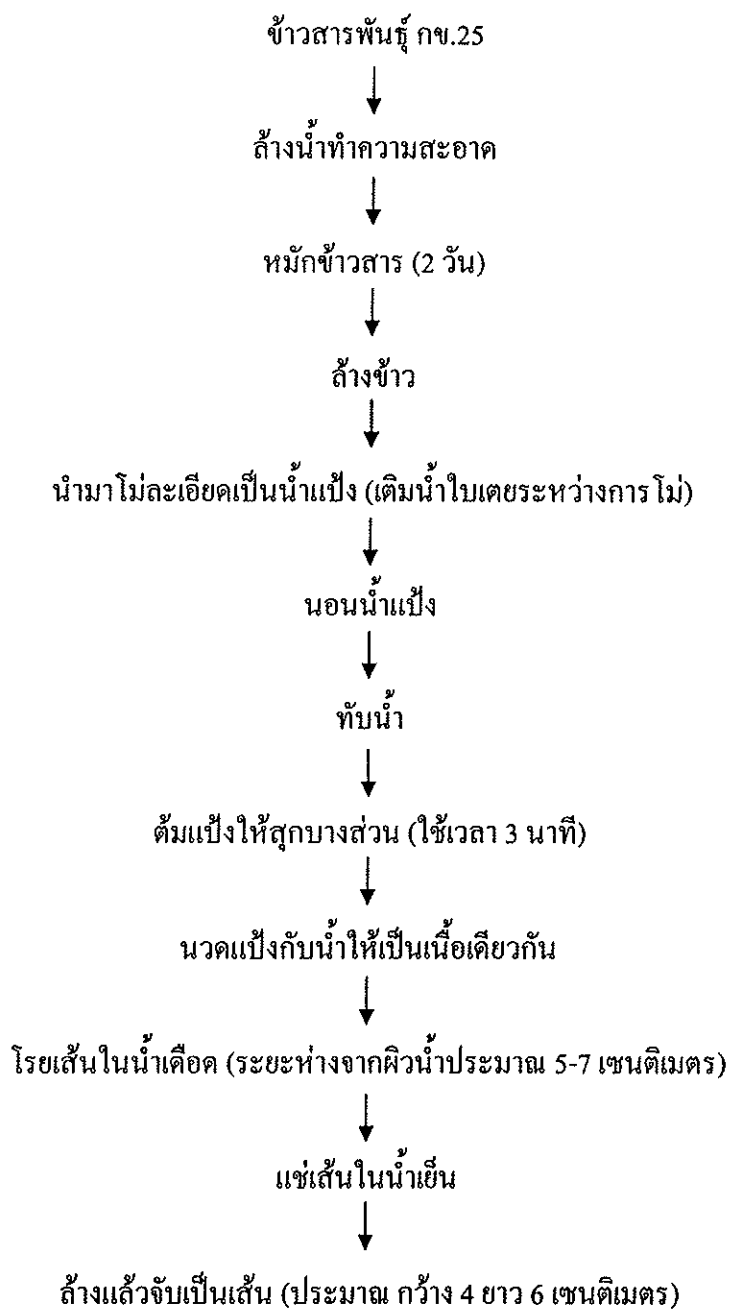 ข้าวสารพันธุ์ กข.25
ล้างน้ำทำความสะอาด
หมักข้าวสาร (2 วัน)
ล้างข้าว
นำมาโม่ละเอียดเป็นน้ำแป้ง (เติมน้ำใบเตยระหว่างการโม่)
นอนน้ำแป้ง
ทับน้ำ
ต้มแป้งให้สุกบางส่วน (ใช้เวลา 3 นาที)
นวดแป้งกับน้ำให้เป็นเนื้อเดียวกัน
โรยเส้นในน้ำเดือด (ระยะห่างจากผิวน้ำประมาณ 5-7 เซนติเมตร)
แช่เส้นในน้ำเย็น
ล้างแล้วจับเป็นเส้น (ประมาณ กว้าง 4 ยาว 6 เซนติเมตร)